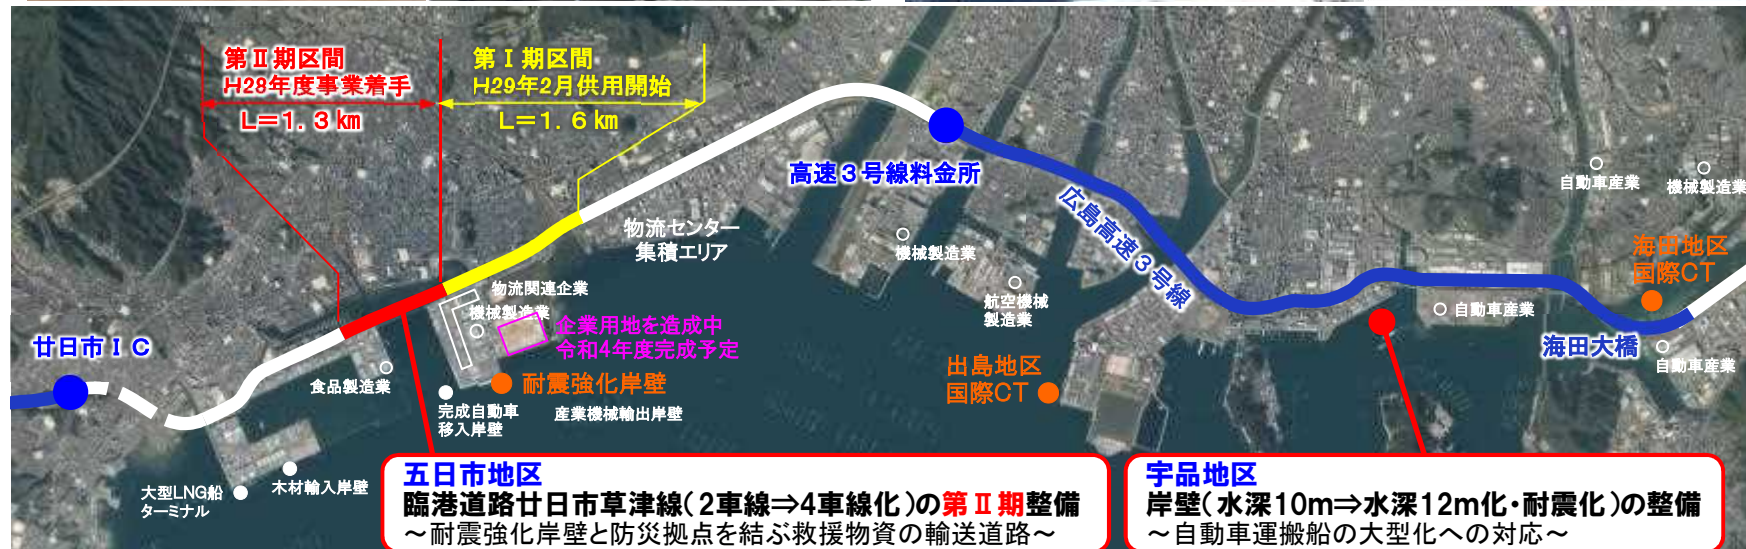 第Ⅱ期区間
H28年度事業着手
L=1.3㎞
第Ⅰ期区間
H29年2月供用開始
L=1.6㎞
高速3号線料金所
広島高速3号線
自動車産業
機械製造業
海田地区
国際CT
物流センター
集積エリア
機械製造業
航空機械
製造業
自動車産業
海田大橋
自動車産業
物流関連企業
機械製造業
企業用地を造成中
令和4年度完成予定
廿日市IC
食品製造業
耐震強化岸壁
完成自動車
移入岸壁
産業機械輸出岸壁
出島地区
国際CT
大型LNG船
ターミナル
木材輸入岸壁
五日市地区
臨港道路廿日市草津線(2車線⇒4車線化)の第Ⅱ期整備
~耐震強化岸壁と防災拠点を結ぶ救援物資の輸送道路~
宇品地区
岸壁(水深10m⇒水深12m化・耐震化)の整備
~自動車運搬船の大型化への対応~